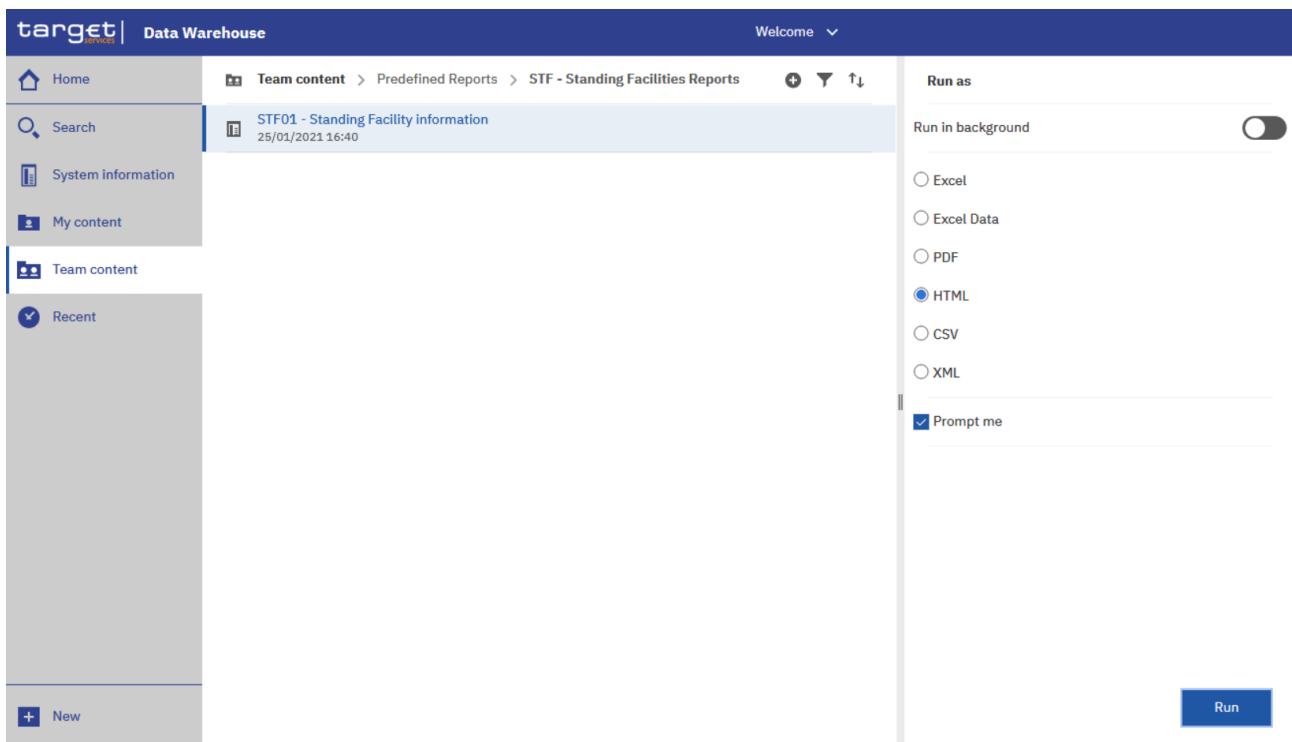 target services | Data Warehouse Welcome
Home
Search
System information
My content
Team content
Recent
New
Team content > Predefined Reports > STF - Standing Facilities Reports
STF01 - Standing Facility information
25/01/2021 16:40
Run as
Run in background
Excel
Excel Data
PDF
HTML
CSV
XML
Prompt me
Run